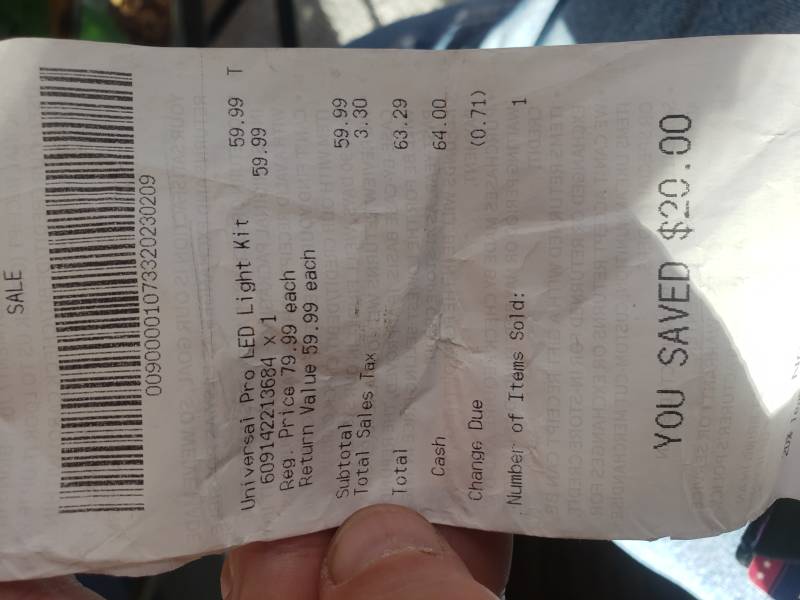 SALE
0090000010733202302​09
Universal Pro LED Light Kit 59.99 T
609142213684 x 1 59.99
Reg. Price 79.99 each
Return Value 59.99 each
Subtotal 59.99
Total Sales Tax 3.30
Total 63.29
Cash 64.00
Change Due (0.71)
Number of Items Sold: 1
YOU SAVED $20.00